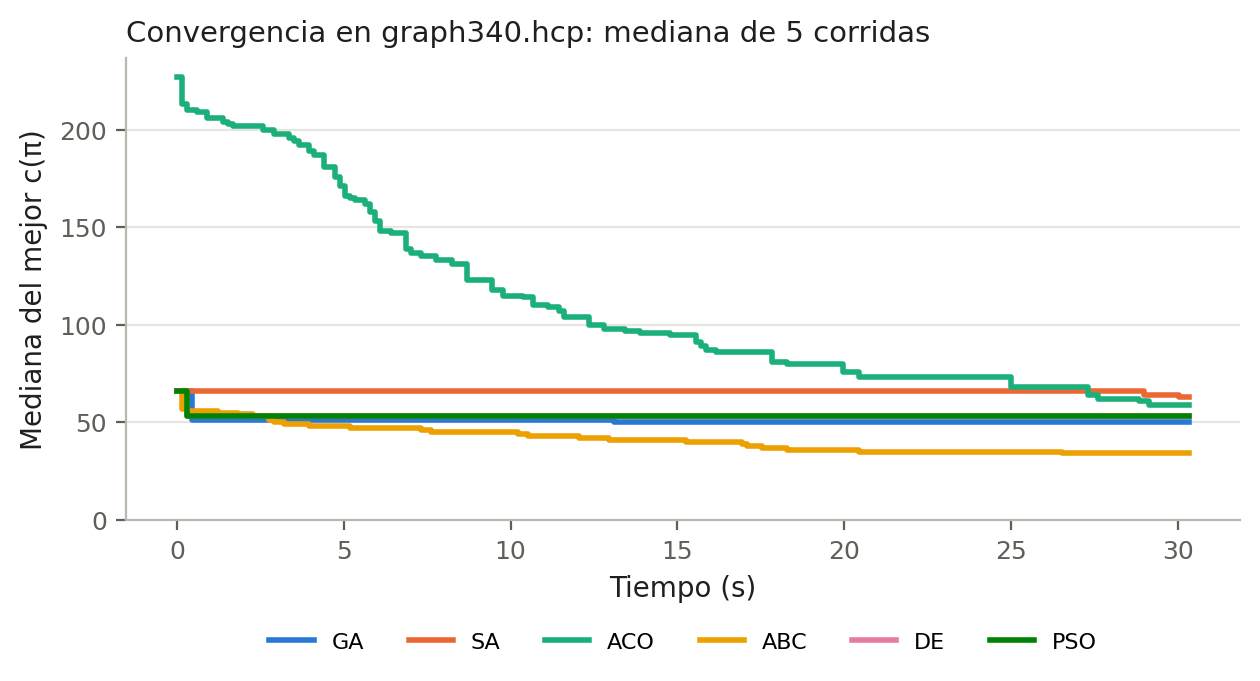 Convergencia en graph340.hcp: mediana de 5 corridas
Mediana del mejor c(π)
200
150
100
50
0
0 5 10 15 20 25 30
Tiempo (s)
GA SA ACO ABC DE PSO